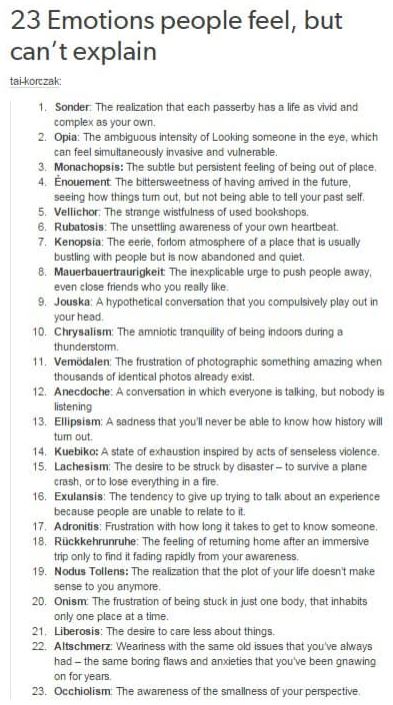 23 Emotions people feel, but
can't explain
tai-korczak:
1. Sonder: The realization that each passerby has a life as vivid and
complex as your own.
2. Opia: The ambiguous intensity of Looking someone in the eye, which
can feel simultaneously invasive and vulnerable.
3. Monachopsis: The subtle but persistent feeling of being out of place.
4. Énouement: The bittersweetness of having arrived in the future,
seeing how things turn out, but not being able to tell your past self.
5. Vellichor: The strange wistfulness of used bookshops.
6. Rubatosis: The unsettling awareness of your own heartbeat.
7. Kenopsia: The eerie, forlorn atmosphere of a place that is usually
bustling with people but is now abandoned and quiet.
8. Mauerbauertraurigkeit: The inexplicable urge to push people away,
even close friends who you really like.
9. Jouska: A hypothetical conversation that you compulsively play out in
your head.
10. Chrysalism: The amniotic tranquility of being indoors during a
thunderstorm.
11. Vemödalen: The frustration of photographic something amazing when
thousands of identical photos already exist.
12. Anecdoche: A conversation in which everyone is talking, but nobody is
listening
13. Ellipsism: A sadness that you'll never be able to know how history will
turn out.
14. Kuebiko: A state of exhaustion inspired by acts of senseless violence.
15. Lachesism: The desire to be struck by disaster – to survive a plane
crash, or to lose everything in a fire.
16. Exulansis: The tendency to give up trying to talk about an experience
because people are unable to relate to it.
17. Adronitis: Frustration with how long it takes to get to know someone.
18. Rückkehrunruhe: The feeling of returning home after an immersive
trip only to find it fading rapidly from your awareness.
19. Nodus Tollens: The realization that the plot of your life doesn't make
sense to you anymore.
20. Onism: The frustration of being stuck in just one body, that inhabits
only one place at a time.
21. Liberosis: The desire to care less about things.
22. Altschmerz: Weariness with the same old issues that you've always
had – the same boring flaws and anxieties that you've been gnawing
on for years.
23. Occhiolism: The awareness of the smallness of your perspective.